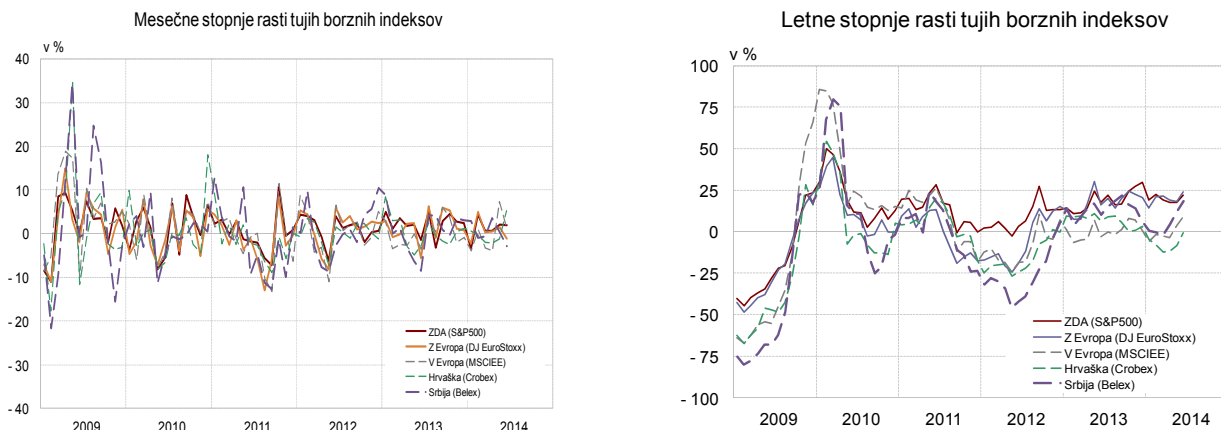 Mesečne stopnje rasti tujih borznih indeksov
v %
40
30
20
10
0
- 10
- 20
- 30
- 40
2009 2010 2011 2012 2013 2014
ZDA (S&P500)
Z Evropa (DJ EuroStoxx)
V Evropa (MSCIEE)
Hrvaška (Crobex)
Srbija (Belex)
Letne stopnje rasti tujih borznih indeksov
v %
100
75
50
25
0
- 25
- 50
- 75
- 100
2009 2010 2011 2012 2013 2014
ZDA (S&P500)
Z Evropa (DJ EuroStoxx)
V Evropa (MSCIEE)
Hrvaška (Crobex)
Srbija (Belex)